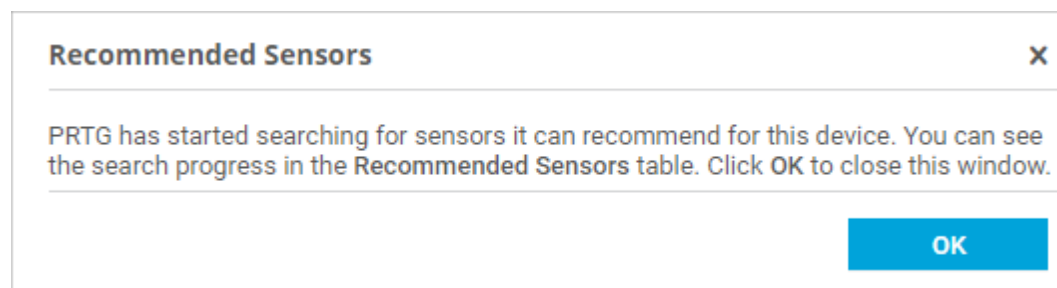 Recommended Sensors
PRTG has started searching for sensors it can recommend for this device. You can see
the search progress in the Recommended Sensors table. Click OK to close this window.
OK